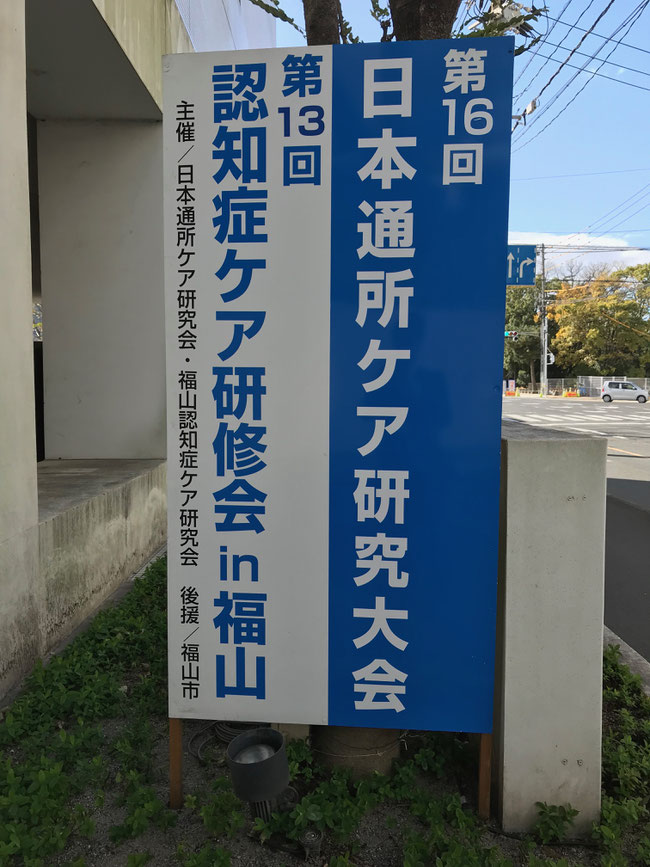 第16回
日本通所ケア研究大会
第13回
認知症ケア研修会in福山
主催／日本通所ケア研究会・福山認知症ケア研究会　後援／福山市